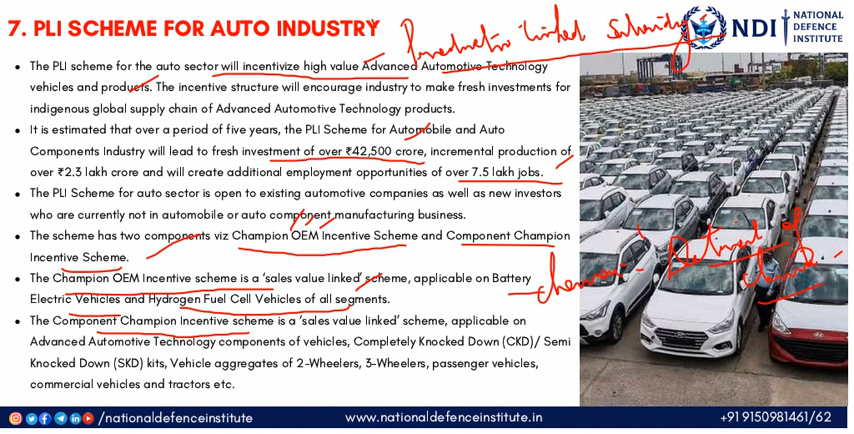 7. PLI SCHEME FOR AUTO INDUSTRY
Production linked Subsidy
NDI
NATIONAL
DEFENCE
INSTITUTE
• The PLI scheme for the auto sector will incentivize high value Advanced Automotive Technology
vehicles and products. The incentive structure will encourage industry to make fresh investments for
indigenous global supply chain of Advanced Automotive Technology products.
• It is estimated that over a period of five years, the PLI Scheme for Automobile and Auto
Components Industry will lead to fresh investment of over ₹42,500 crore, incremental production of
over ₹2.3 lakh crore and will create additional employment opportunities of over 7.5 lakh jobs.
• The PLI Scheme for auto sector is open to existing automotive companies as well as new investors
who are currently not in automobile or auto component manufacturing business.
• The scheme has two components viz Champion OEM Incentive Scheme and Component Champion
Incentive Scheme.
• The Champion OEM Incentive scheme is a ‘sales value linked’ scheme, applicable on Battery
Electric Vehicles and Hydrogen Fuel Cell Vehicles of all segments.
• The Component Champion Incentive scheme is a ‘sales value linked’ scheme, applicable on
Advanced Automotive Technology components of vehicles, Completely Knocked Down (CKD)/ Semi
Knocked Down (SKD) kits, Vehicle aggregates of 2-Wheelers, 3-Wheelers, passenger vehicles,
commercial vehicles and tractors etc.
of
/nationaldefenceinstitute
www.nationaldefenceinstitute.in
+91 9150981461/62